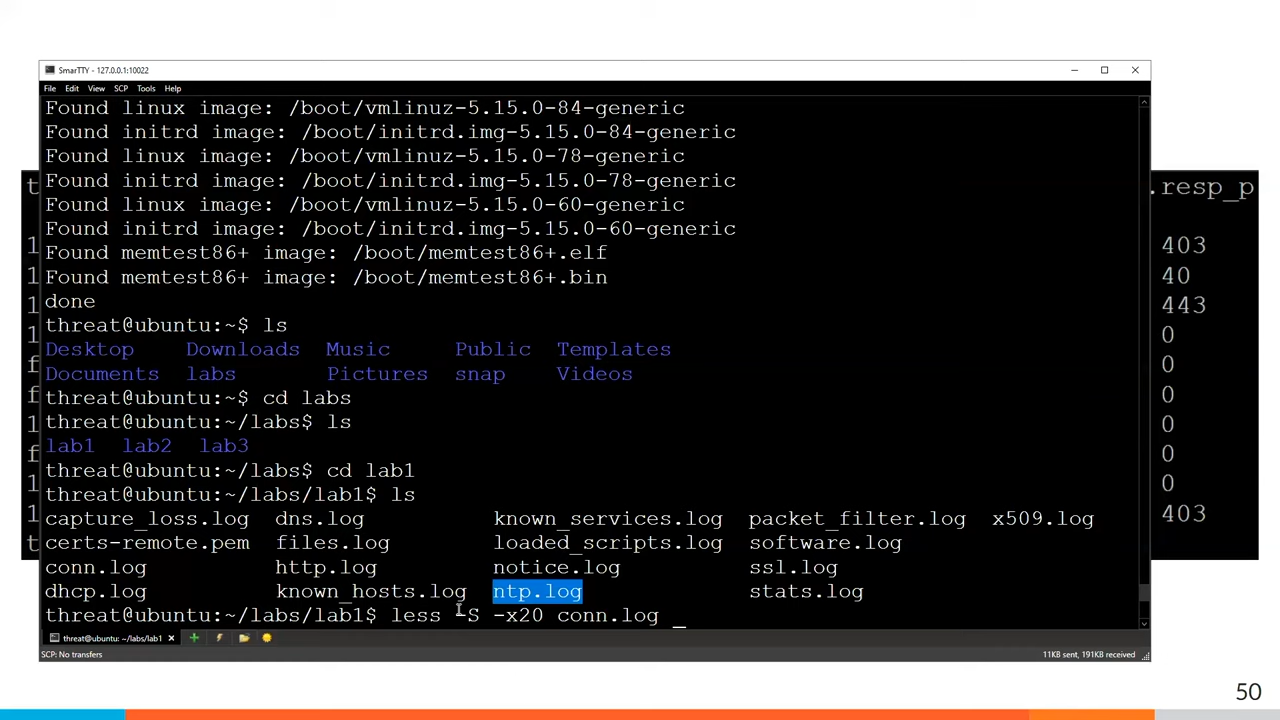 SmarTTY - 127.0.0.1:10022
File Edit View SCP Tools Help
Found linux image: /boot/vmlinuz-5.15.0-84-generic
Found initrd image: /boot/initrd.img-5.15.0-84-generic
Found linux image: /boot/vmlinuz-5.15.0-78-generic
Found initrd image: /boot/initrd.img-5.15.0-78-generic
Found linux image: /boot/vmlinuz-5.15.0-60-generic
Found initrd image: /boot/initrd.img-5.15.0-60-generic
Found memtest86+ image: /boot/memtest86+.elf
Found memtest86+ image: /boot/memtest86+.bin
done
threat@ubuntu:~$ ls
Desktop Downloads Music Public Templates
Documents labs Pictures snap Videos
threat@ubuntu:~$ cd labs
threat@ubuntu:~/labs$ ls
lab1 lab2 lab3
threat@ubuntu:~/labs$ cd lab1
threat@ubuntu:~/labs/lab1$ ls
capture_loss.log dns.log known_services.log packet_filter.log x509.log
certs-remote.pem files.log loaded_scripts.log software.log
conn.log http.log notice.log ssl.log
dhcp.log known_hosts.log ntp.log stats.log
threat@ubuntu:~/labs/lab1$ less -S -x20 conn.log _
threat@ubuntu: ~/labs/lab1
SCP: No transfers 11KB sent, 191KB received
t .resp_p
1 403
1 40
1 443
1 0
f 0
f 0
1 0
f 0
1 0
1 403
t
50